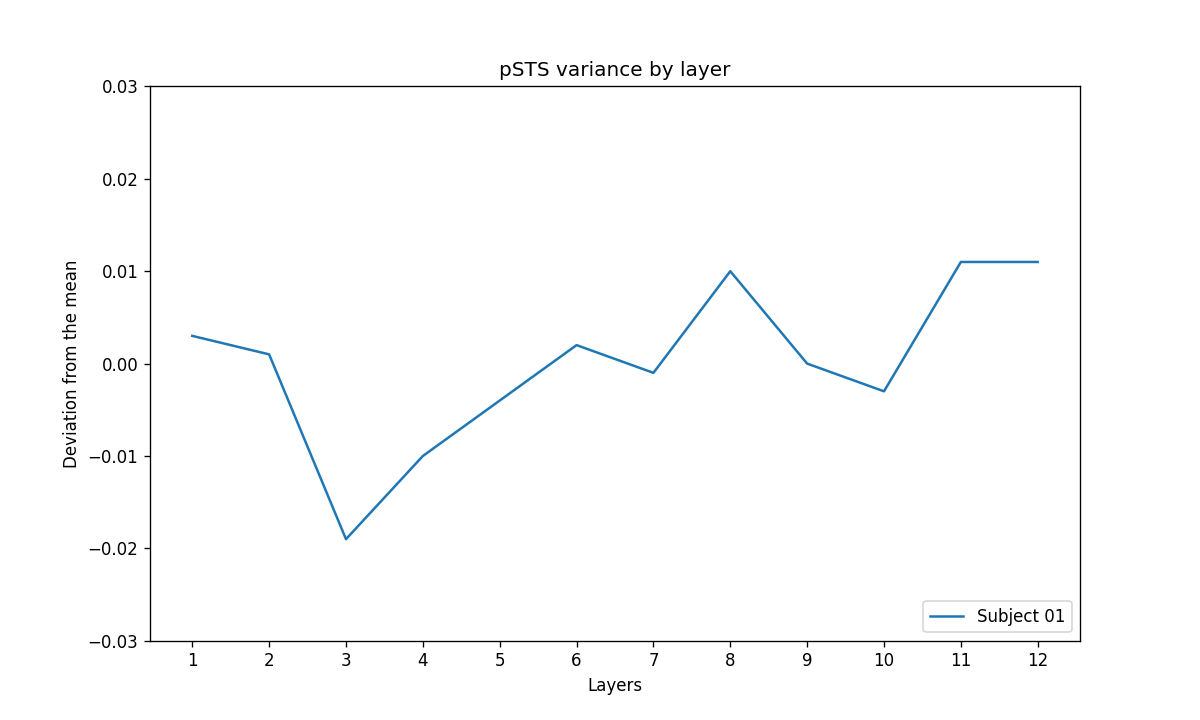 pSTS variance by layer
Deviation from the mean
0.03
0.02
0.01
0.00
−0.01
−0.02
−0.03
1 2 3 4 5 6 7 8 9 10 11 12
Layers
Subject 01